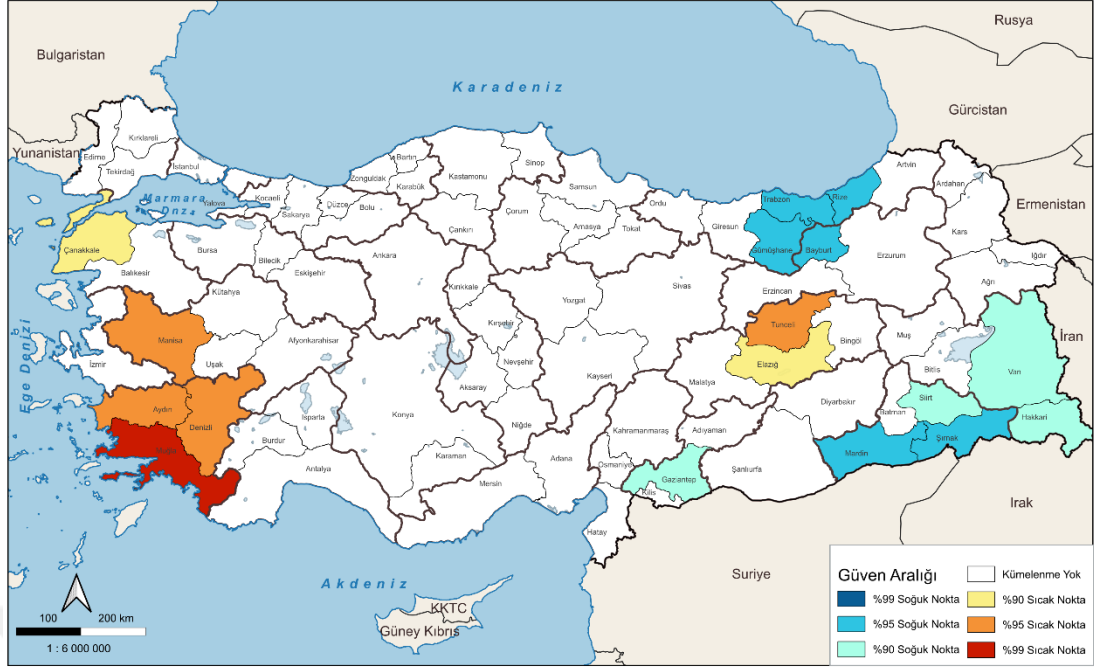 Rusya
Bulgaristan
Karadeniz
Gürcistan
Kırklareli
Edirne
Yunanistan
Tekirdağ
İstanbul
Marmara
Dnz.
Yalova
Kocaeli
Sakarya
Düzce
Bolu
Zonguldak
Bartın
Karabük
Kastamonu
Sinop
Çankırı
Çorum
Samsun
Amasya
Tokat
Ordu
Giresun
Trabzon
Rize
Artvin
Ardahan
Kars
Ermenistan
Gümüşhane
Bayburt
Erzurum
Iğdır
Ağrı
Çanakkale
Balıkesir
Bursa
Bilecik
Eskişehir
Kütahya
Ankara
Kırıkkale
Kırşehir
Yozgat
Sivas
Erzincan
Tunceli
Bingöl
Muş
Bitlis
Van
İran
Ege Denizi
Manisa
İzmir
Uşak
Afyonkarahisar
Nevşehir
Aksaray
Kayseri
Malatya
Elazığ
Diyarbakır
Batman
Siirt
Hakkari
Şırnak
Mardin
Aydın
Denizli
Muğla
Burdur
Isparta
Konya
Niğde
Kahramanmaraş
Adıyaman
Şanlıurfa
Gaziantep
Kilis
Osmaniye
Adana
Karaman
Mersin
Antalya
Hatay
Irak
Suriye
Akdeniz
KKTC
Güney Kıbrıs
100 200 km
1 : 6 000 000
Güven Aralığı
Kümelenme Yok
%99 Soğuk Nokta
%90 Sıcak Nokta
%95 Soğuk Nokta
%95 Sıcak Nokta
%90 Soğuk Nokta
%99 Sıcak Nokta